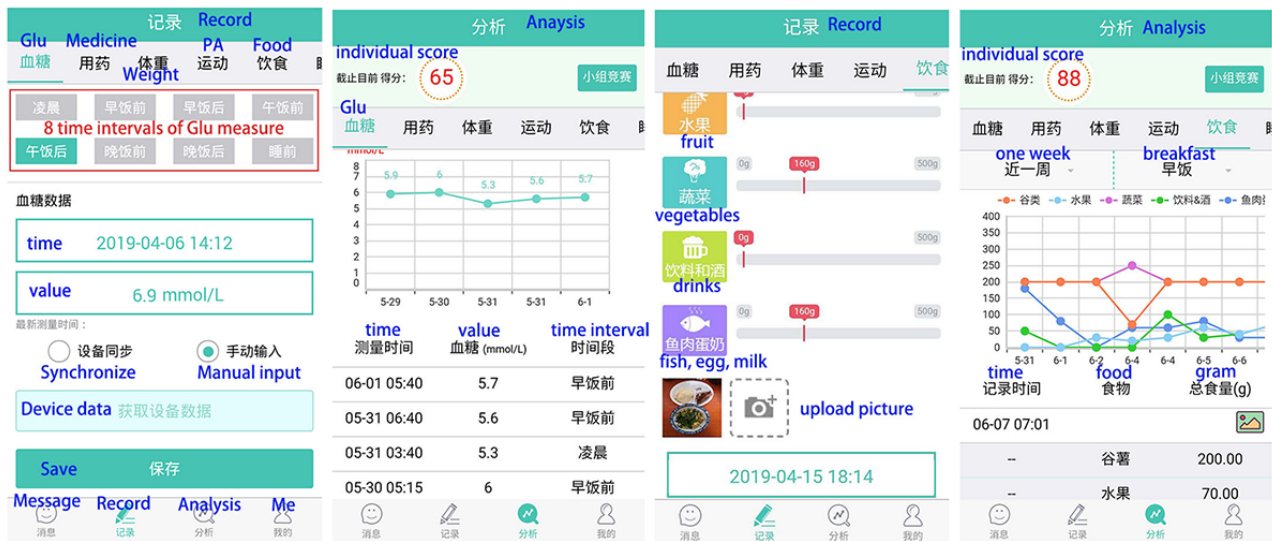 记录 Record
Glu Medicine PA Food
血糖 用药 体重 运动 饮食
Weight
凌晨 早饭前 早饭后 午饭前
8 time intervals of Glu measure
午饭后 晚饭前 晚饭后 睡前
血糖数据
time 2019-04-06 14:12
value 6.9 mmol/L
最新测量时间：
设备同步 手动输入
Synchronize Manual input
Device data 获取设备数据
Save 保存
Message Record Analysis Me
消息 记录 分析 我的
分析 Anaysis
individual score
截止目前 得分： 65 小组竞赛
Glu
血糖 用药 体重 运动 饮食
mmol/L
8
7
6
5
4
3
2
1
0
5.9 6 5.3 5.6 5.7
5-29 5-30 5-31 5-31 6-1
time value time interval
测量时间 血糖 (mmol/L) 时间段
06-01 05:40 5.7 早饭前
05-31 06:40 5.6 早饭前
05-31 03:40 5.3 凌晨
05-30 05:15 6 早饭前
消息 记录 分析 我的
记录 Record
血糖 用药 体重 运动 饮食
水果
fruit
0g 160g 500g
蔬菜
vegetables
0g 500g
饮料和酒
drinks
0g 160g 500g
鱼肉蛋奶
fish, egg, milk
upload picture
2019-04-15 18:14
消息 记录 分析 我的
分析 Analysis
individual score
截止目前 得分： 88 小组竞赛
血糖 用药 体重 运动 饮食
one week breakfast
近一周 早饭
谷类 水果 蔬菜 饮料&酒 鱼肉
400
350
300
250
200
150
100
50
0
5-31 6-1 6-2 6-4 6-4 6-5 6-6
time food gram
记录时间 食物 总食量(g)
06-07 07:01
-- 谷薯 200.00
-- 水果 70.00
消息 记录 分析 我的